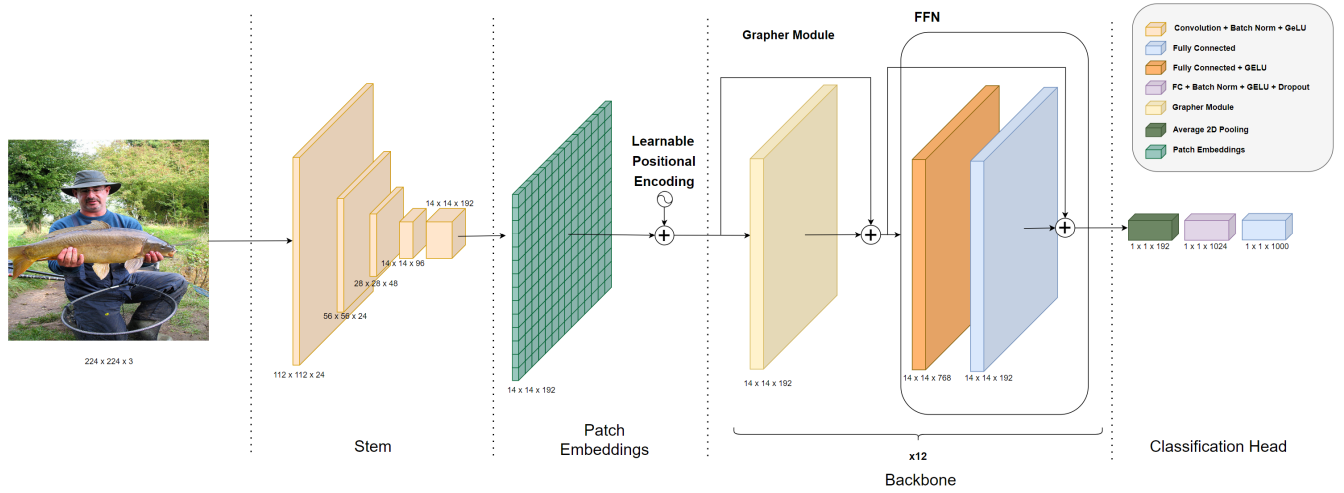 FFN
Grapher Module
Convolution + Batch Norm + GeLU
Fully Connected
Fully Connected + GELU
FC + Batch Norm + GELU + Dropout
Grapher Module
Average 2D Pooling
Patch Embeddings
Learnable
Positional
Encoding
224 x 224 x 3
112 x 112 x 24
56 x 56 x 24
28 x 28 x 48
14 x 14 x 96
14 x 14 x 192
14 x 14 x 192
14 x 14 x 192
14 x 14 x 768
14 x 14 x 192
1 x 1 x 192
1 x 1 x 1024
1 x 1 x 1000
Stem
Patch
Embeddings
x12
Backbone
Classification Head